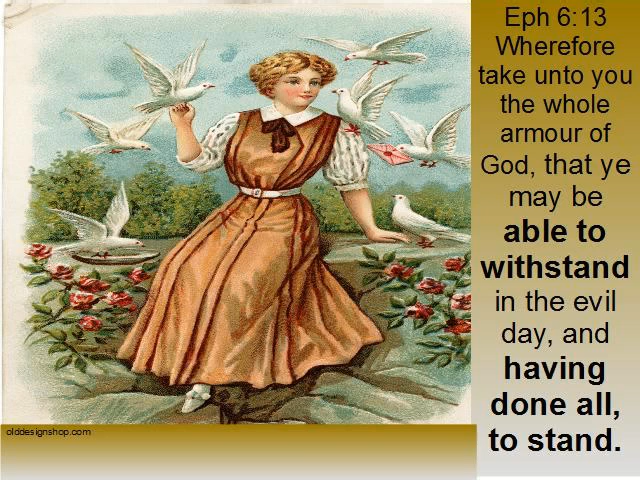 Eph 6:13
Wherefore
take unto you
the whole
armour of
God, that ye
may be
able to
withstand
in the evil
day, and
having
done all,
to stand.
olddesignshop.com